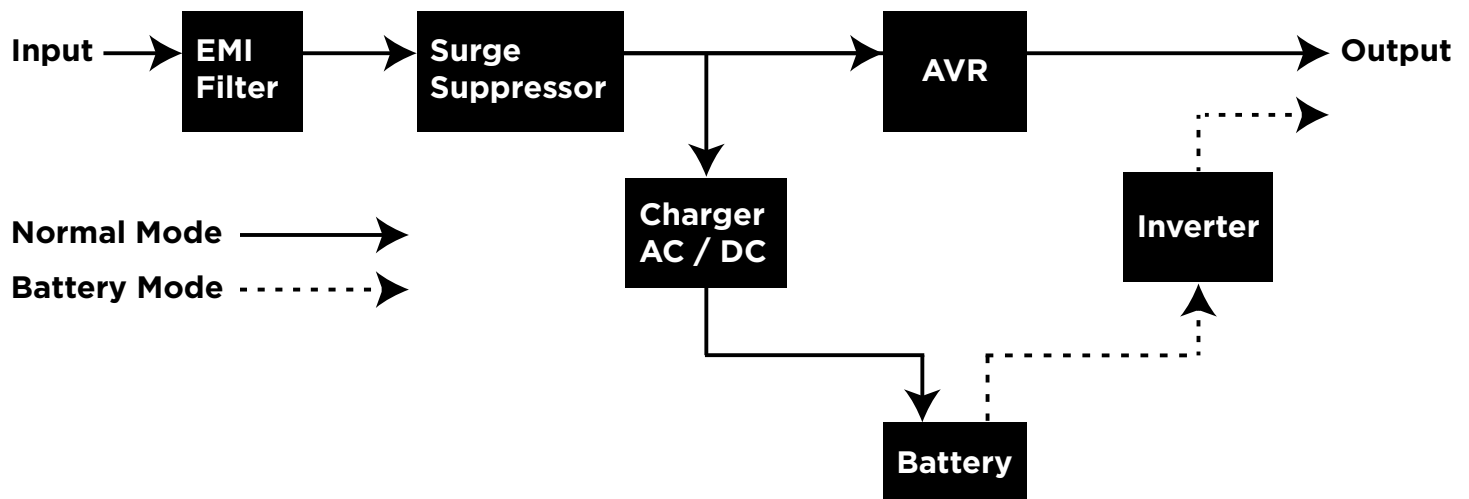 Input
EMI
Filter
Surge
Suppressor
AVR
Output
Charger
AC / DC
Inverter
Normal Mode
Battery Mode
Battery